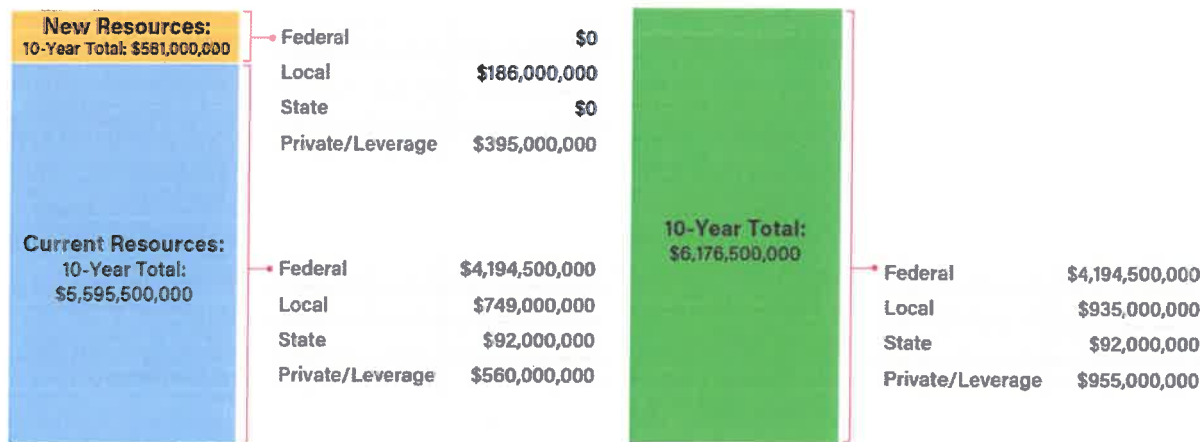 New Resources:
10-Year Total: $581,000,000
Federal $0
Local $186,000,000
State $0
Private/Leverage $395,000,000
Current Resources:
10-Year Total:
$5,595,500,000
Federal $4,194,500,000
Local $749,000,000
State $92,000,000
Private/Leverage $560,000,000
10-Year Total:
$6,176,500,000
Federal $4,194,500,000
Local $935,000,000
State $92,000,000
Private/Leverage $955,000,000